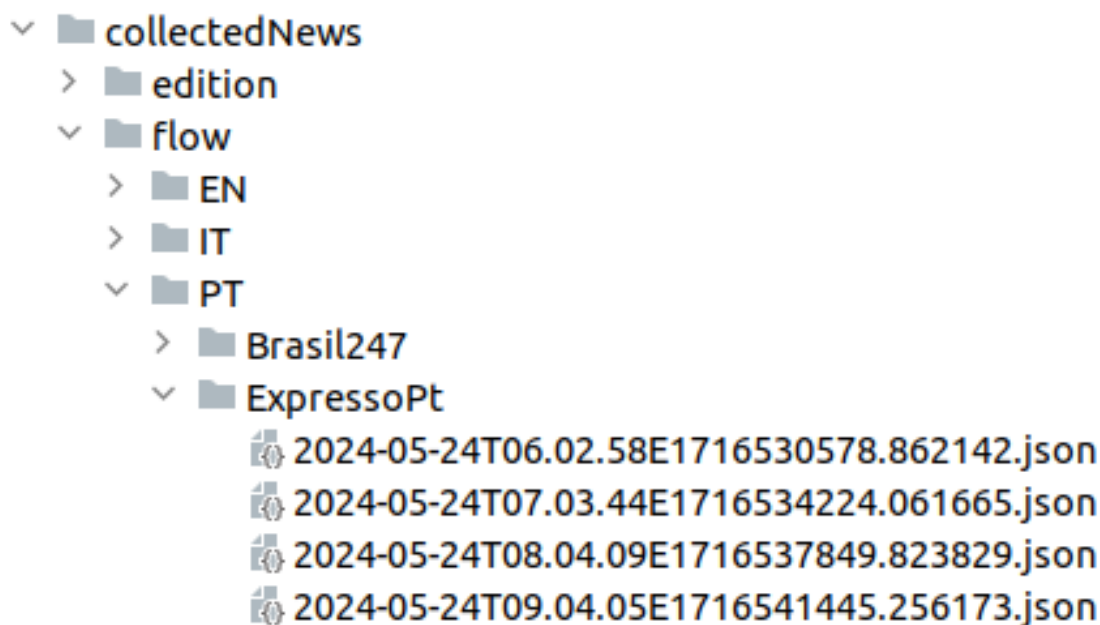 collectedNews
edition
flow
EN
IT
PT
Brasil247
ExpressoPt
2024-05-24T06.02.58E1716530578.862142.json
2024-05-24T07.03.44E1716534224.061665.json
2024-05-24T08.04.09E1716537849.823829.json
2024-05-24T09.04.05E1716541445.256173.json